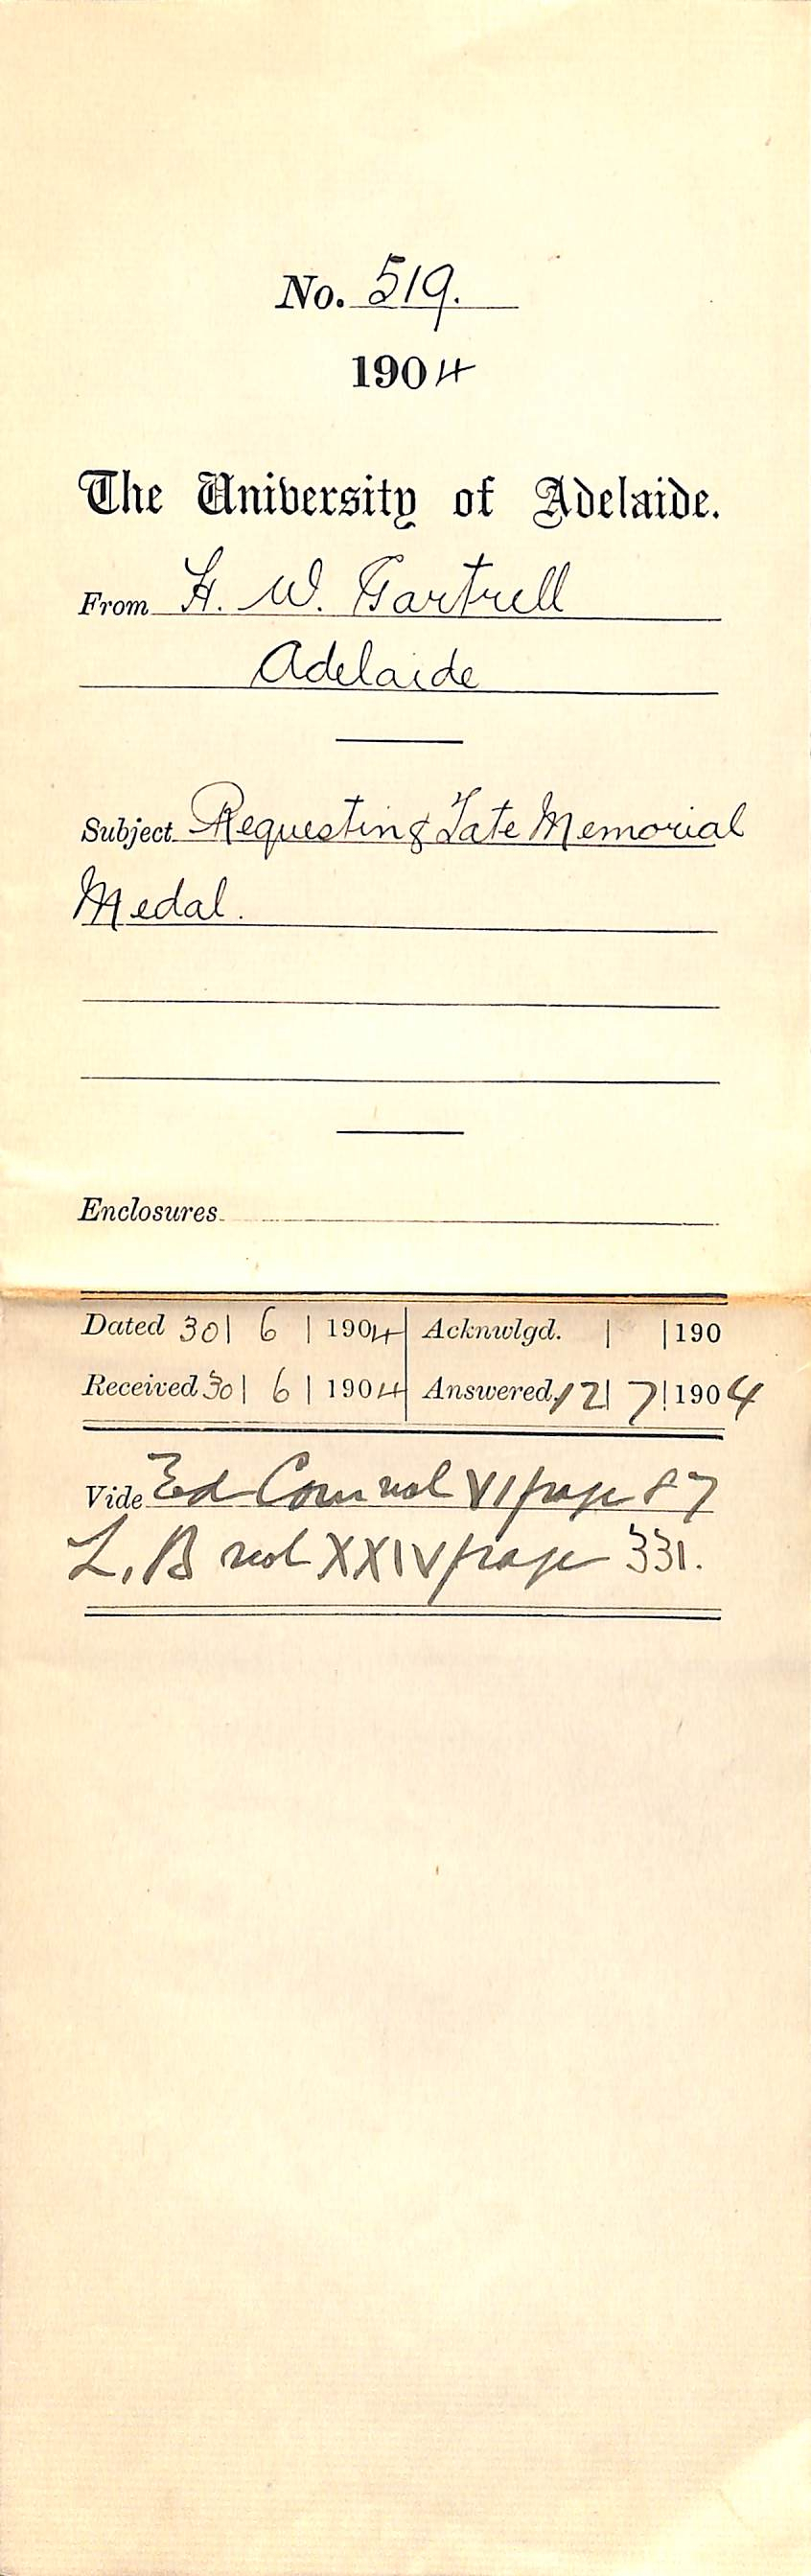 No. 519.
1904
The University of Adelaide.
From H. W. Gartrell
Adelaide
Subject Requesting Tate Memorial
Medal.
Enclosures
Dated 30 | 6 | 1904 Acknwlgd. | | 190
Received 30 | 6 | 1904 Answered 12 | 7 | 1904
Vide Ed Com vol VI page 87
L. B vol XXIV page 331.